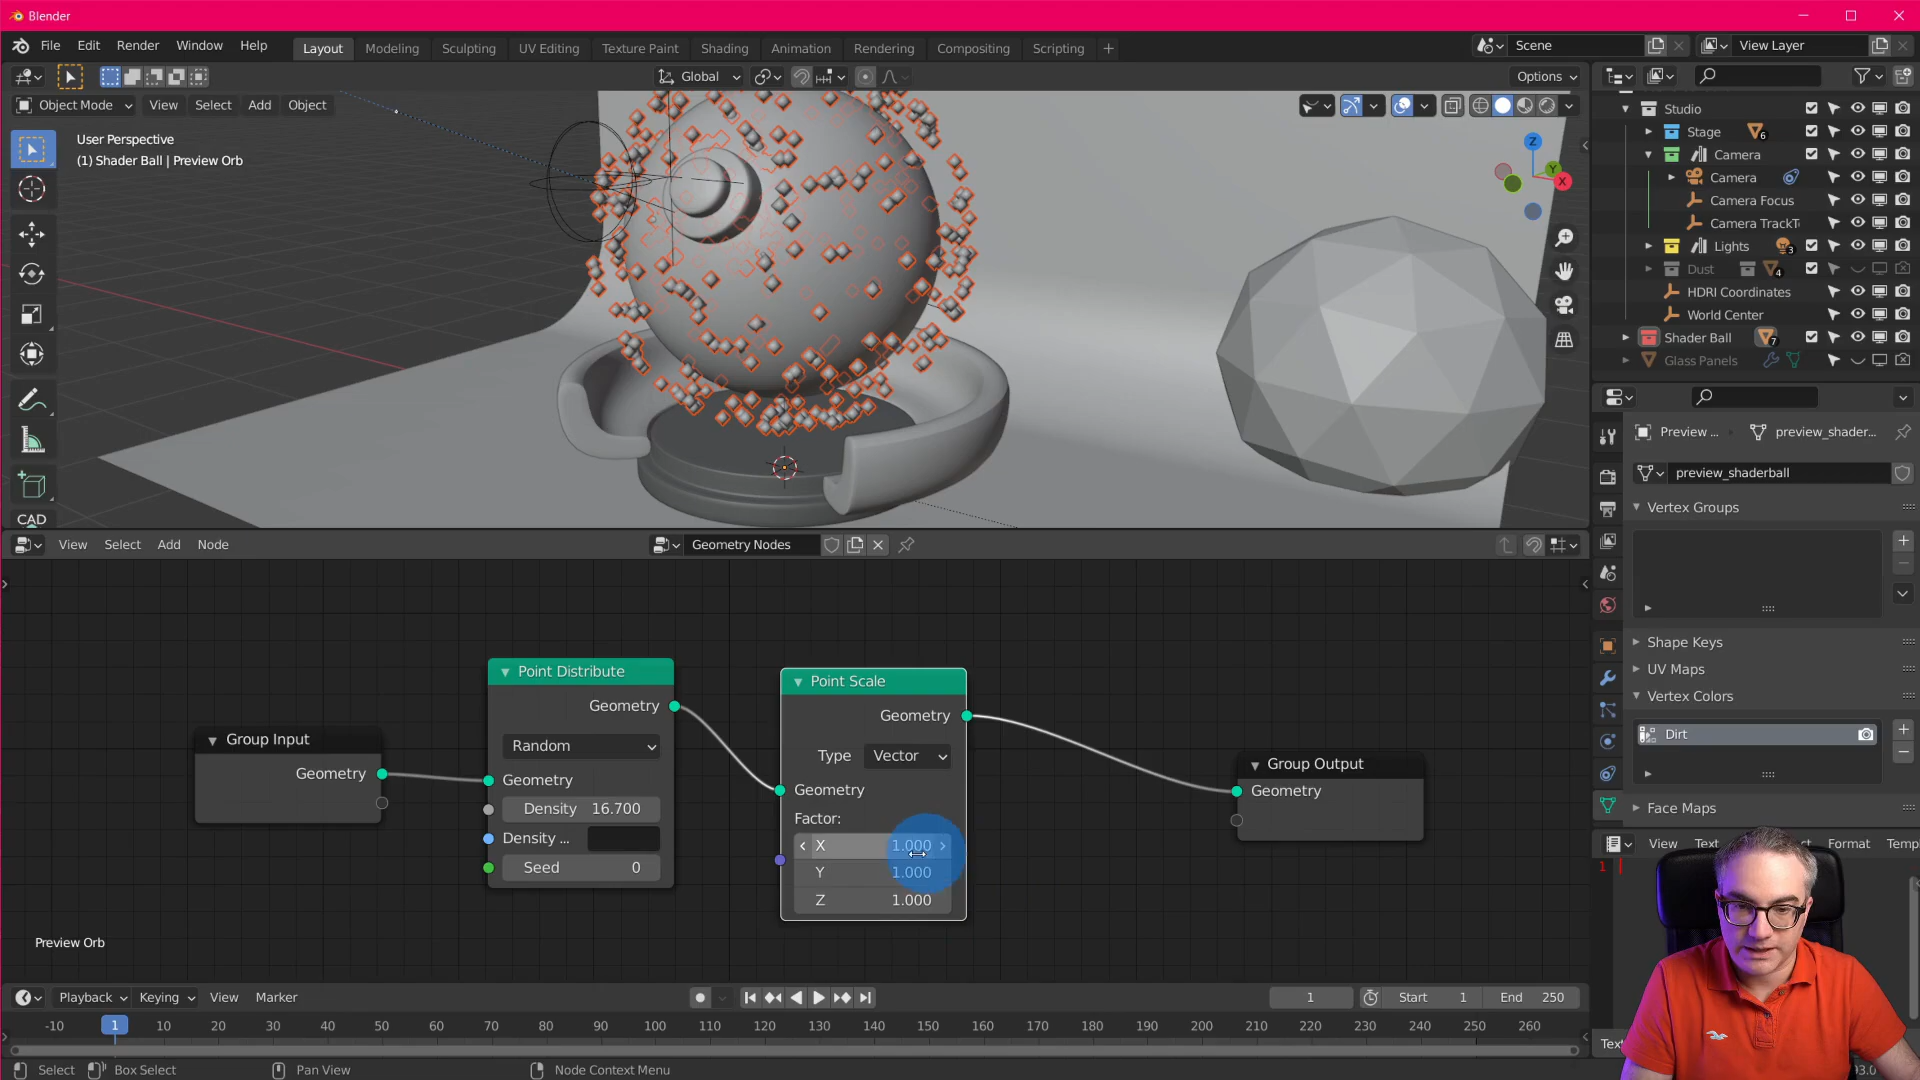 Blender
File Edit Render Window Help
Layout Modeling Sculpting UV Editing Texture Paint Shading Animation Rendering Compositing Scripting
Scene
View Layer
Global
Options
Object Mode View Select Add Object
User Perspective
(1) Shader Ball | Preview Orb
CAD
Z
Y
X
Studio
Stage 6
Camera
Camera
Camera Focus
Camera TrackT
Lights 3
Dust 4
HDRI Coordinates
World Center
Shader Ball 7
Glass Panels
Preview ... preview_shader...
preview_shaderball
Vertex Groups
Shape Keys
UV Maps
Vertex Colors
Dirt
Face Maps
View Select Add Node
Geometry Nodes
Group Input
Geometry
Point Distribute
Geometry
Random
Geometry
Density 16.700
Density ...
Seed 0
Point Scale
Geometry
Type Vector
Geometry
Factor:
X 1.000
Y 1.000
Z 1.000
Group Output
Geometry
Preview Orb
View Text Format Temp
1
Playback Keying View Marker
1 Start 1 End 250
-10 1 10 20 30 40 50 60 70 80 90 100 110 120 130 140 150 160 170 180 190 200 210 220 230 240 250 260
Select Box Select Pan View Node Context Menu